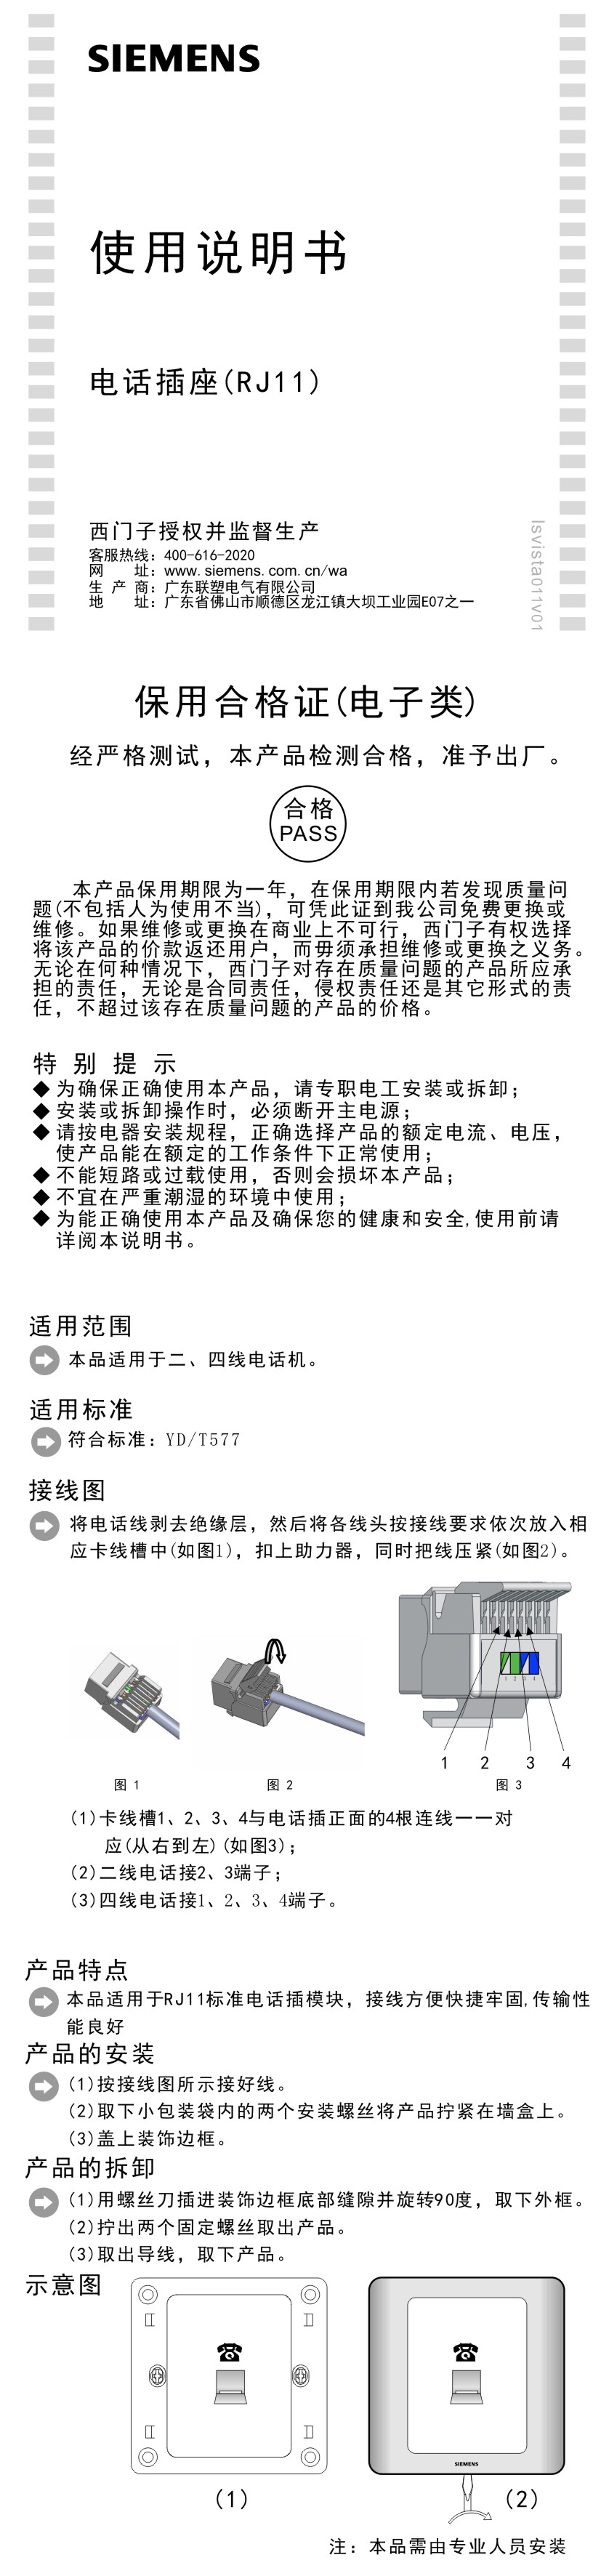 SIEMENS
使用说明书
电话插座(RJ11)
西门子授权并监督生产
客服热线：400-616-2020
网 址：www.siemens.com.cn/wa
生 产 商：广东联塑电气有限公司
地 址：广东省佛山市顺德区龙江镇大坝工业园E07之一
lsvista011v01
保用合格证(电子类)
经严格测试，本产品检测合格，准予出厂。
合格
PASS
本产品保用期限为一年，在保用期限内若发现质量问
题(不包括人为使用不当)，可凭此证到我公司免费更换或
维修。如果维修或更换在商业上不可行，西门子有权选择
将该产品的价款返还用户，而毋须承担维修或更换之义务。
无论在何种情况下，西门子对存在质量问题的产品所应承
担的责任，无论是合同责任，侵权责任还是其它形式的责
任，不超过该存在质量问题的产品的价格。
特 别 提 示
◆为确保正确使用本产品，请专职电工安装或拆卸；
◆安装或拆卸操作时，必须断开主电源；
◆请按电器安装规程，正确选择产品的额定电流、电压，
使产品能在额定的工作条件下正常使用；
◆不能短路或过载使用，否则会损坏本产品；
◆不宜在严重潮湿的环境中使用；
◆为能正确使用本产品及确保您的健康和安全,使用前请
详阅本说明书。
适用范围
本品适用于二、四线电话机。
适用标准
符合标准：YD/T577
接线图
将电话线剥去绝缘层，然后将各线头按接线要求依次放入相
应卡线槽中(如图1)，扣上助力器，同时把线压紧(如图2)。
1 2 3 4
1 2 3 4
图 1 图 2 图 3
(1)卡线槽1、2、3、4与电话插正面的4根连线一一对
应(从右到左)(如图3)；
(2)二线电话接2、3端子；
(3)四线电话接1、2、3、4端子。
产品特点
本品适用于RJ11标准电话插模块，接线方便快捷牢固,传输性
能良好
产品的安装
(1)按接线图所示接好线。
(2)取下小包装袋内的两个安装螺丝将产品拧紧在墙盒上。
(3)盖上装饰边框。
产品的拆卸
(1)用螺丝刀插进装饰边框底部缝隙并旋转90度，取下外框。
(2)拧出两个固定螺丝取出产品。
(3)取出导线，取下产品。
示意图
SIEMENS
(1) (2)
注：本品需由专业人员安装